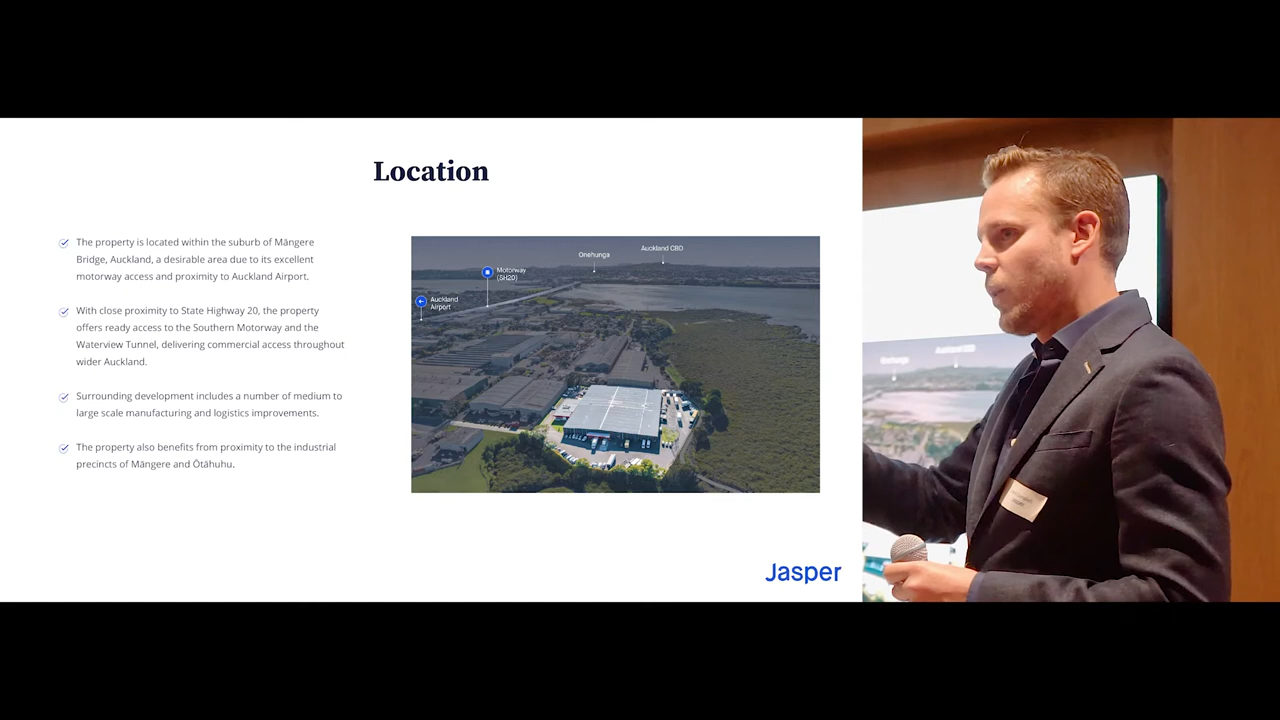 Location
The property is located within the suburb of Māngere
Bridge, Auckland, a desirable area due to its excellent
motorway access and proximity to Auckland Airport.
With close proximity to State Highway 20, the property
offers ready access to the Southern Motorway and the
Waterview Tunnel, delivering commercial access throughout
wider Auckland.
Surrounding development includes a number of medium to
large scale manufacturing and logistics improvements.
The property also benefits from proximity to the industrial
precincts of Māngere and Ōtāhuhu.
Auckland CBD
Onehunga
Motorway
(SH20)
Auckland
Airport
Jasper
Onehunga
Auckland CBD